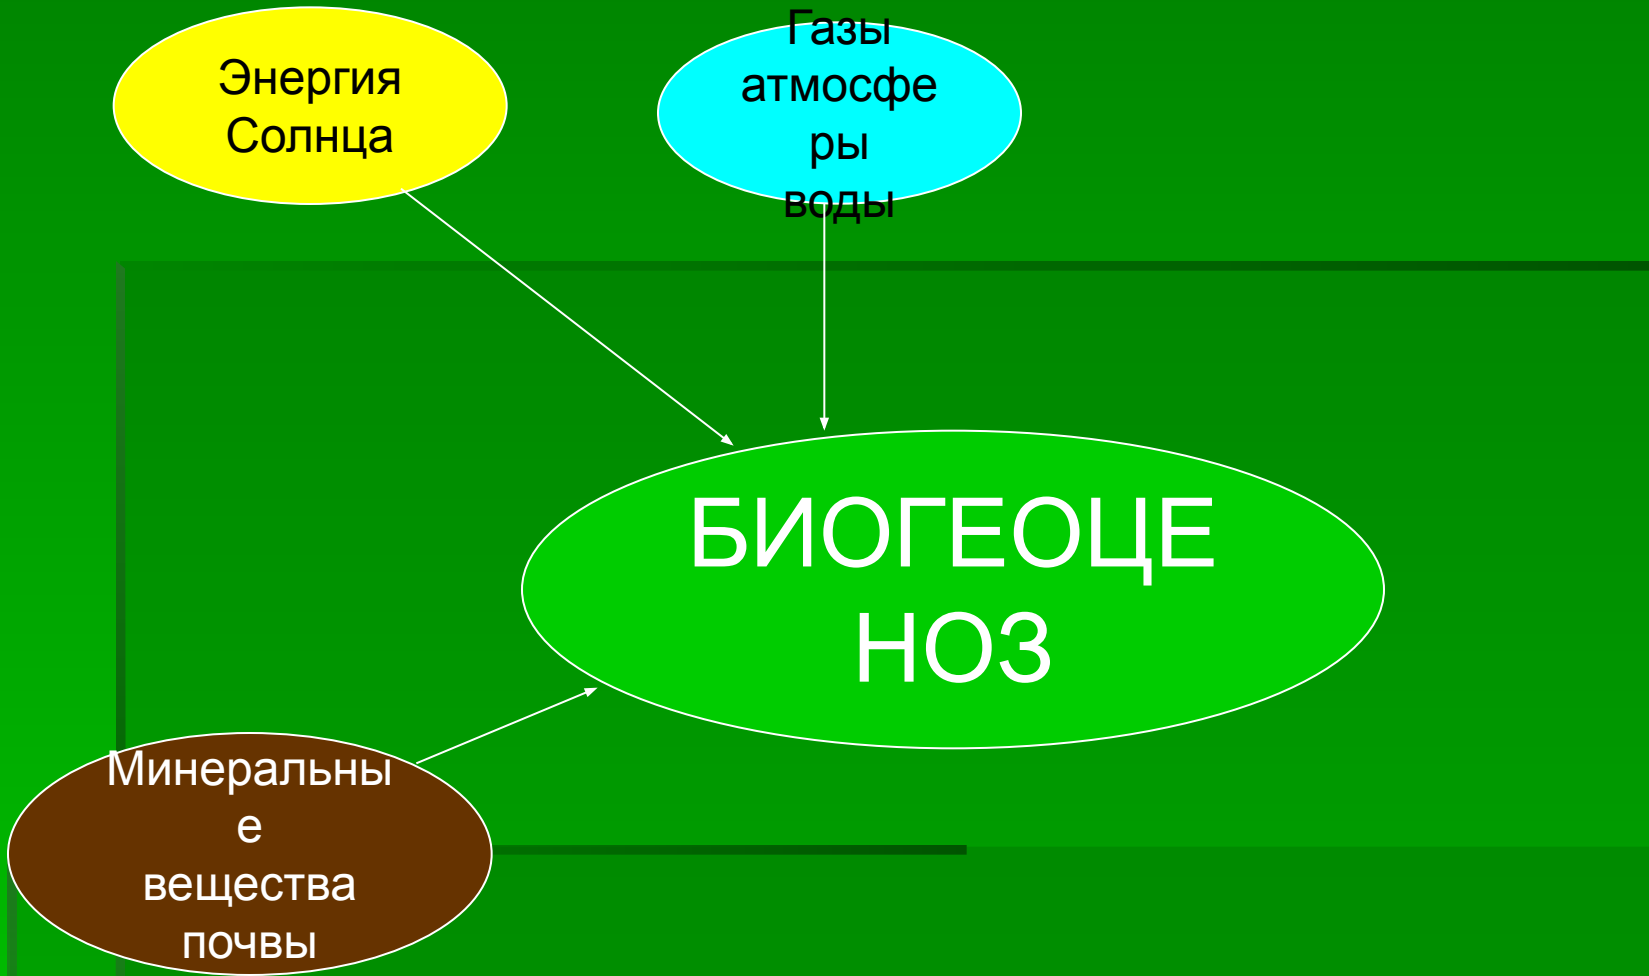 Энергия
Солнца
Газы
атмосфе
ры
воды
БИОГЕОЦЕ
НОЗ
Минеральны
е
вещества
почвы